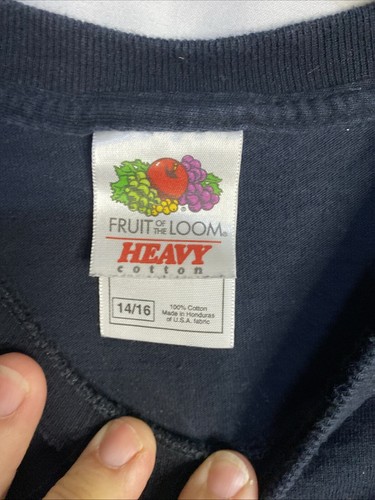 FRUIT OF THE LOOM®
HEAVY
cotton
14/16
100% Cotton
Made in Honduras
of U.S.A. fabric